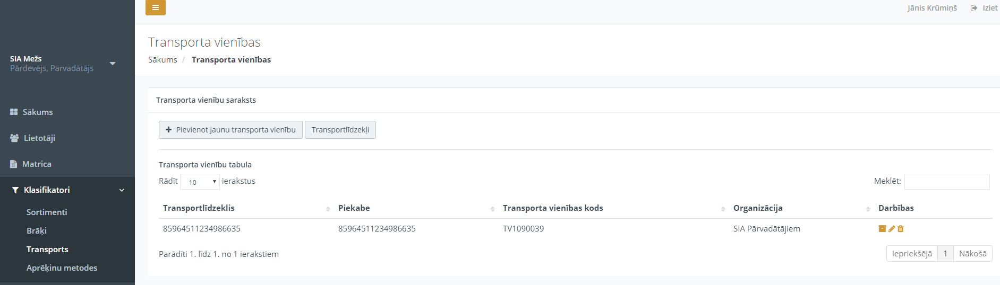 Jānis Krūmiņš Iziet
SIA Mežs
Pārdevējs, Pārvadātājs
Sākums
Lietotāji
Matrica
Klasifikatori
Sortimenti
Brāķi
Transports
Aprēķinu metodes
Transporta vienības
Sākums / Transporta vienības
Transporta vienību saraksts
Pievienot jaunu transporta vienību Transportlīdzekļi
Transporta vienību tabula
Rādīt 10 ierakstus Meklēt:
Transportlīdzeklis Piekabe Transporta vienības kods Organizācija Darbības
85964511234986635 85964511234986635 TV1090039 SIA Pārvadātājiem
Parādīti 1. līdz 1. no 1 ierakstiem Iepriekšējā 1 Nākošā